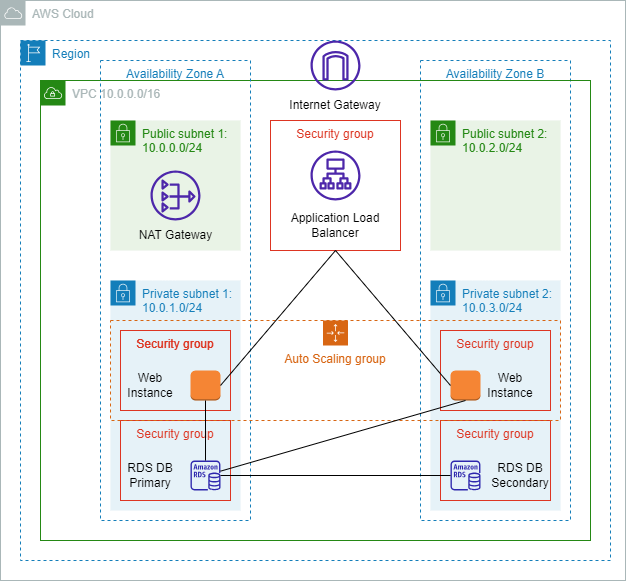 AWS Cloud
Region
Availability Zone A
Availability Zone B
VPC 10.0.0.0/16
Internet Gateway
Public subnet 1:
10.0.0.0/24
NAT Gateway
Security group
Application Load
Balancer
Public subnet 2:
10.0.2.0/24
Private subnet 1:
10.0.1.0/24
Private subnet 2:
10.0.3.0/24
Auto Scaling group
Security group
Web
Instance
Security group
Web
Instance
Security group
RDS DB
Primary
Amazon
RDS
Security group
Amazon
RDS
RDS DB
Secondary